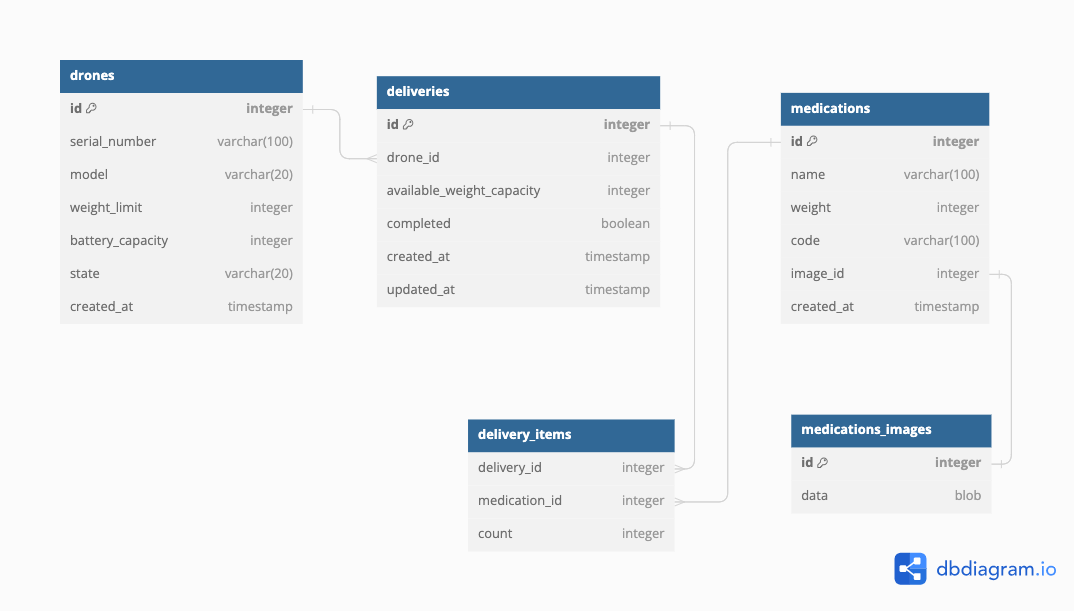 drones
id integer
serial_number varchar(100)
model varchar(20)
weight_limit integer
battery_capacity integer
state varchar(20)
created_at timestamp
deliveries
id integer
drone_id integer
available_weight_capacity integer
completed boolean
created_at timestamp
updated_at timestamp
medications
id integer
name varchar(100)
weight integer
code varchar(100)
image_id integer
created_at timestamp
delivery_items
delivery_id integer
medication_id integer
count integer
medications_images
id integer
data blob
dbdiagram.io